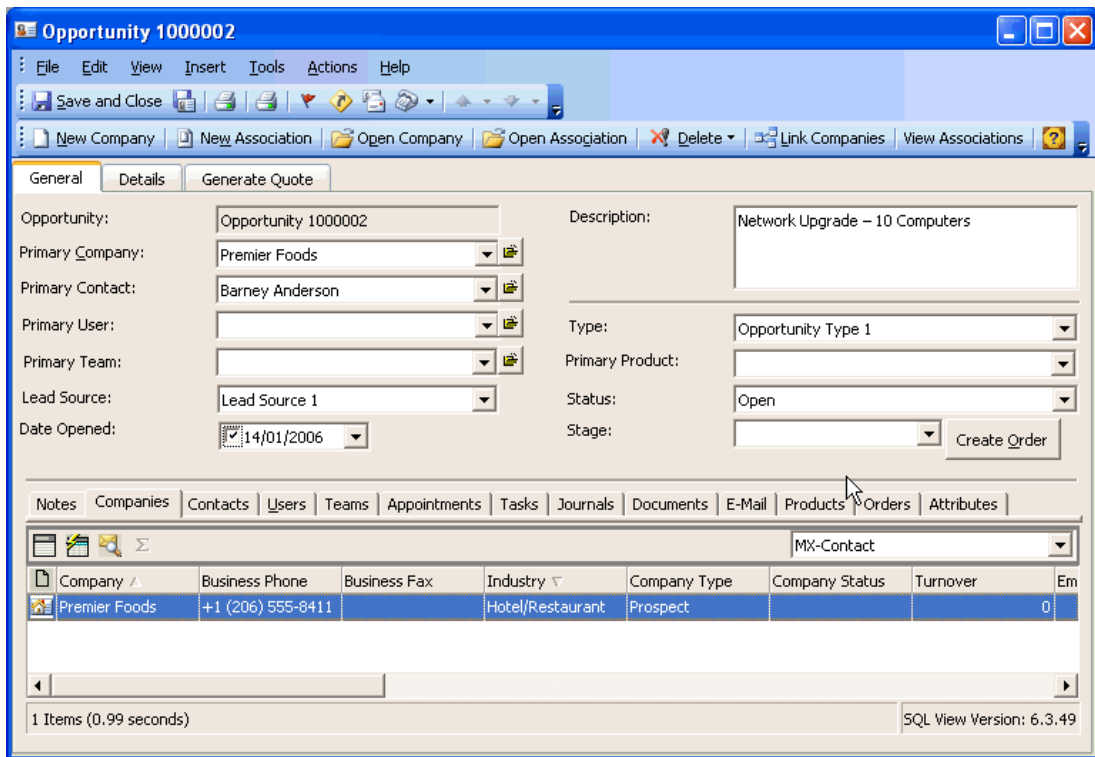 Opportunity 1000002
File Edit View Insert Tools Actions Help
Save and Close
New Company New Association Open Company Open Association Delete Link Companies View Associations
General Details Generate Quote
Opportunity: Opportunity 1000002 Description: Network Upgrade – 10 Computers
Primary Company: Premier Foods
Primary Contact: Barney Anderson
Primary User: Type: Opportunity Type 1
Primary Team: Primary Product:
Lead Source: Lead Source 1 Status: Open
Date Opened: 14/01/2006 Stage: Create Order
Notes Companies Contacts Users Teams Appointments Tasks Journals Documents E-Mail Products Orders Attributes
Σ MX-Contact
Company Business Phone Business Fax Industry Company Type Company Status Turnover Em
Premier Foods +1 (206) 555-8411 Hotel/Restaurant Prospect 0
1 Items (0.99 seconds) SQL View Version: 6.3.49